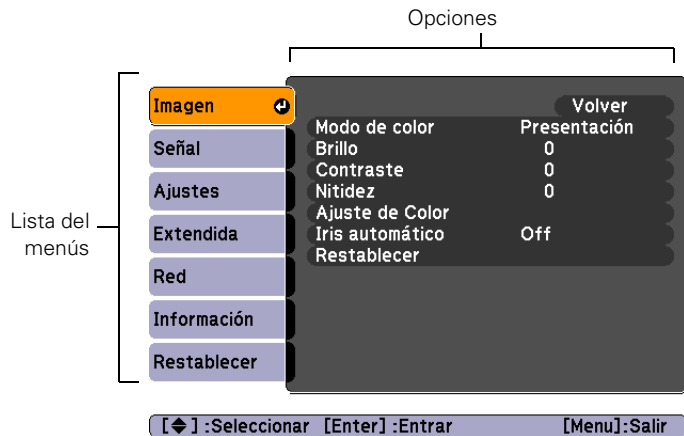 Opciones
Lista del
menús
Imagen
Señal
Ajustes
Extendida
Red
Información
Restablecer
Volver
Modo de color Presentación
Brillo 0
Contraste 0
Nitidez 0
Ajuste de Color
Iris automático Off
Restablecer
[◆] :Seleccionar [Enter] :Entrar [Menu]:Salir